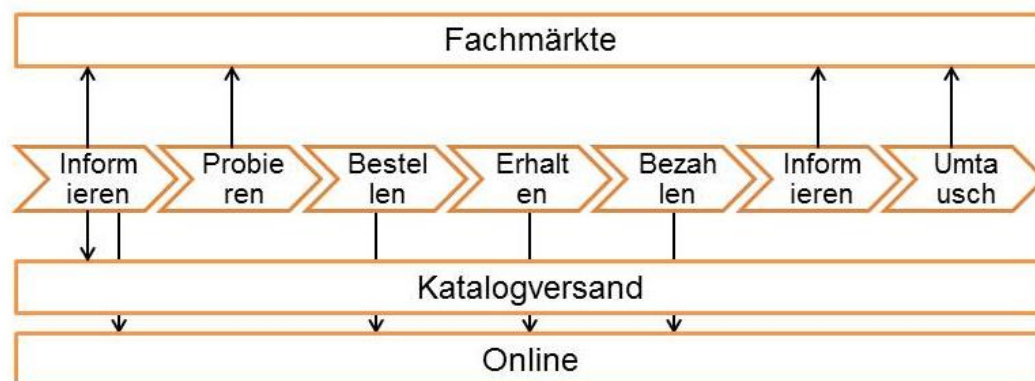 Fachmärkte
Inform
ieren
Probie
ren
Bestel
len
Erhalt
en
Bezah
len
Inform
ieren
Umta
usch
Katalogversand
Online